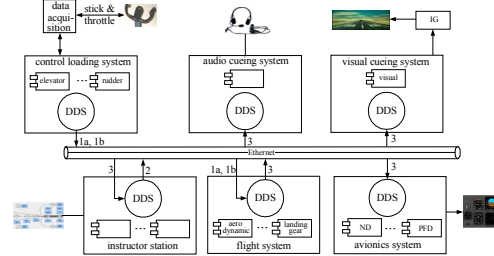 data
acqui-
sition
stick &
throttle
IG
control loading system
elevator
...
rudder
DDS
audio cueing system
DDS
visual cueing system
visual
DDS
1a, 1b
3
3
Ethernet
3
2
1a, 1b
3
3
DDS
...
instructor station
DDS
aero
dynamic
...
landing
gear
flight system
DDS
ND
...
PFD
avionics system